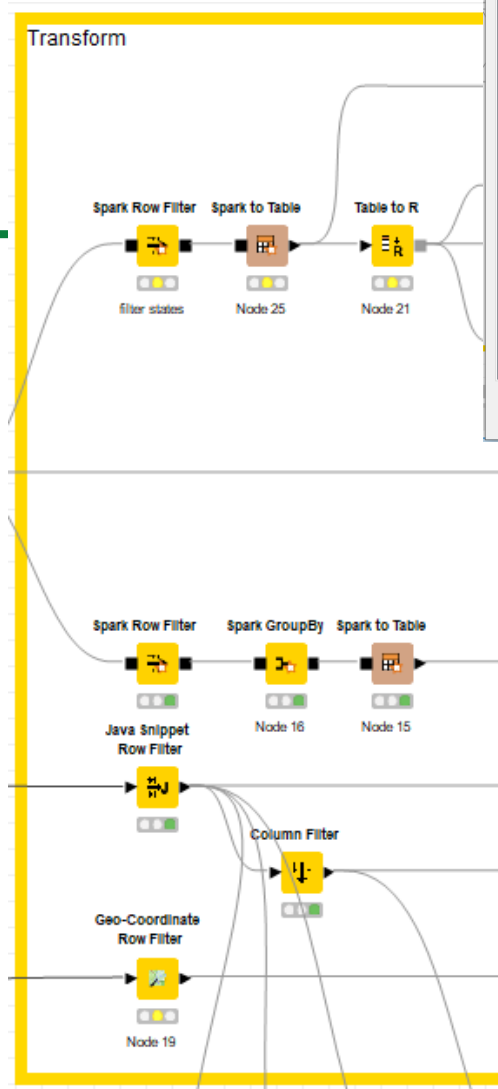 Transform
Spark Row Filter Spark to Table Table to R
R
filter states Node 25 Node 21
Spark Row Filter Spark GroupBy Spark to Table
Node 16 Node 15
Java Snippet
Row Filter
J
Column Filter
Geo-Coordinate
Row Filter
Node 19